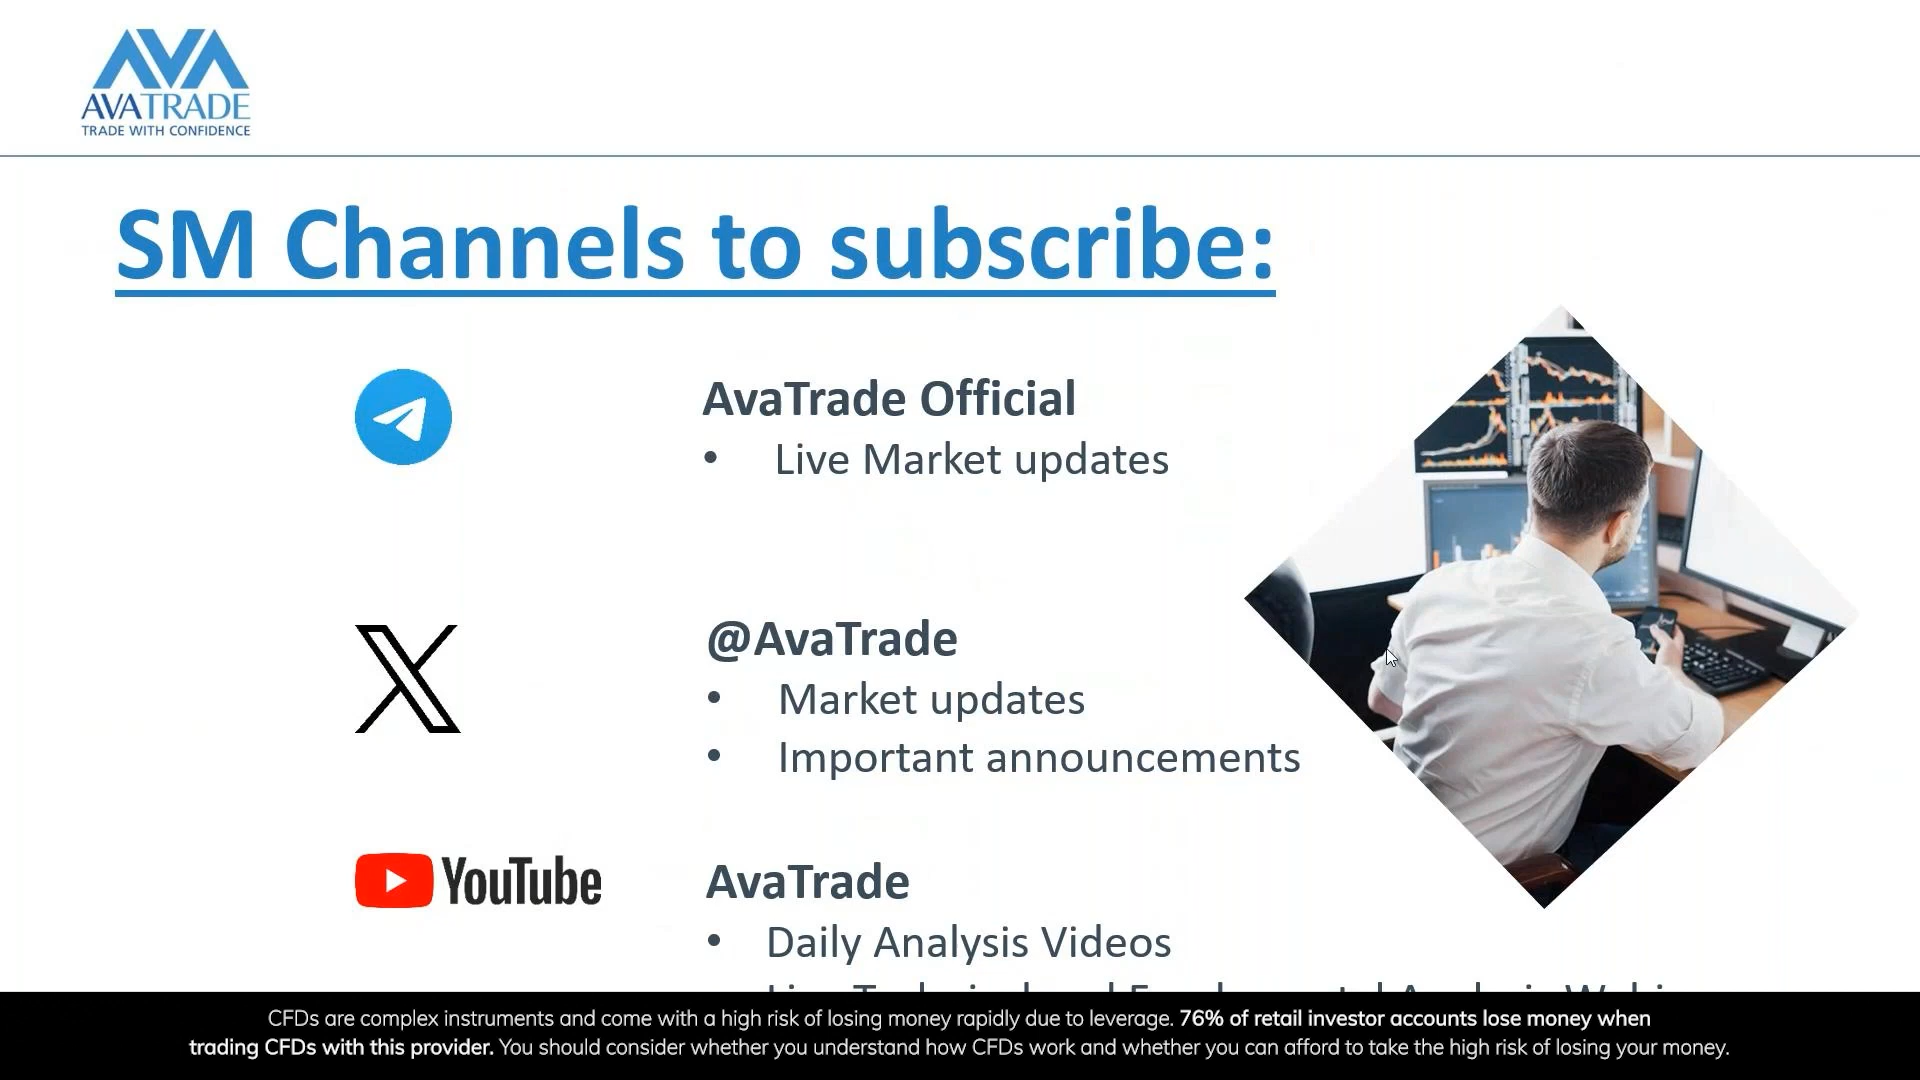 AVATRADE
TRADE WITH CONFIDENCE
SM Channels to subscribe:
AvaTrade Official
• Live Market updates
@AvaTrade
• Market updates
• Important announcements
YouTube
AvaTrade
• Daily Analysis Videos
CFDs are complex instruments and come with a high risk of losing money rapidly due to leverage. 76% of retail investor accounts lose money when
trading CFDs with this provider. You should consider whether you understand how CFDs work and whether you can afford to take the high risk of losing your money.